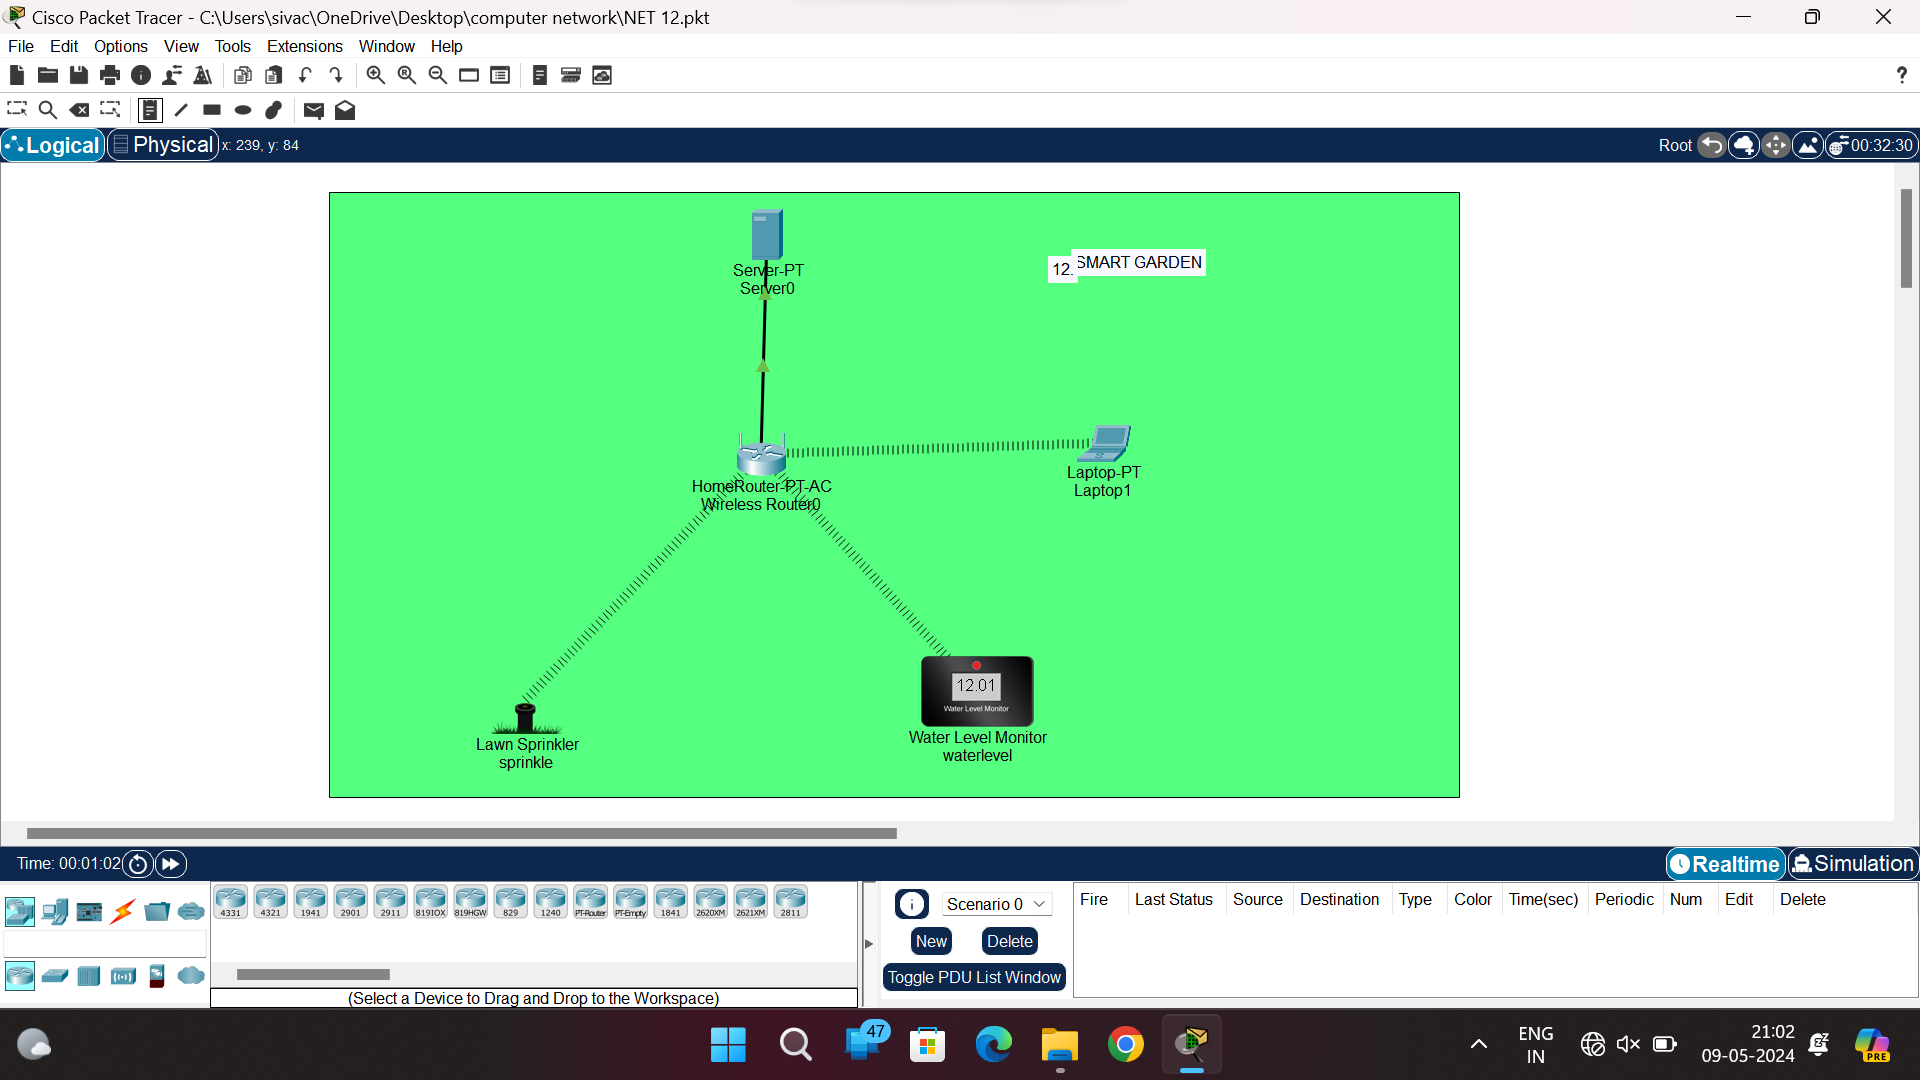 Cisco Packet Tracer - C:\Users\sivac\OneDrive\Desktop\computer network\NET 12.pkt
File Edit Options View Tools Extensions Window Help
?
Logical Physical x: 239, y: 84 Root 00:32:30
Server-PT
Server0
12. SMART GARDEN
HomeRouter-PT-AC
Wireless Router0
Laptop-PT
Laptop1
12.01
Water Level Monitor
Lawn Sprinkler
sprinkle
Water Level Monitor
waterlevel
Time: 00:01:02 Realtime Simulation
4331 4321 1941 2901 2911 819IOX 819HGW 829 1240 PT-Router PT-Empty 1841 2620XM 2621XM 2811
Scenario 0
New Delete
Toggle PDU List Window
Fire Last Status Source Destination Type Color Time(sec) Periodic Num Edit Delete
(Select a Device to Drag and Drop to the Workspace)
47
ENG
IN
21:02
09-05-2024
PRE